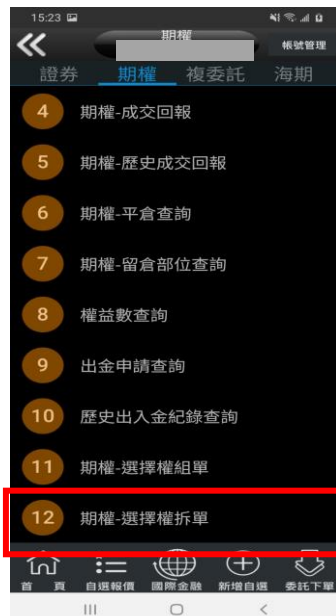 15:23
期權
帳號管理
證券 期權 複委託 海期
4 期權-成交回報
5 期權-歷史成交回報
6 期權-平倉查詢
7 期權-留倉部位查詢
8 權益數查詢
9 出金申請查詢
10 歷史出入金紀錄查詢
11 期權-選擇權組單
12 期權-選擇權拆單
首 頁 自選報價 國際金融 新增自選 委託下單